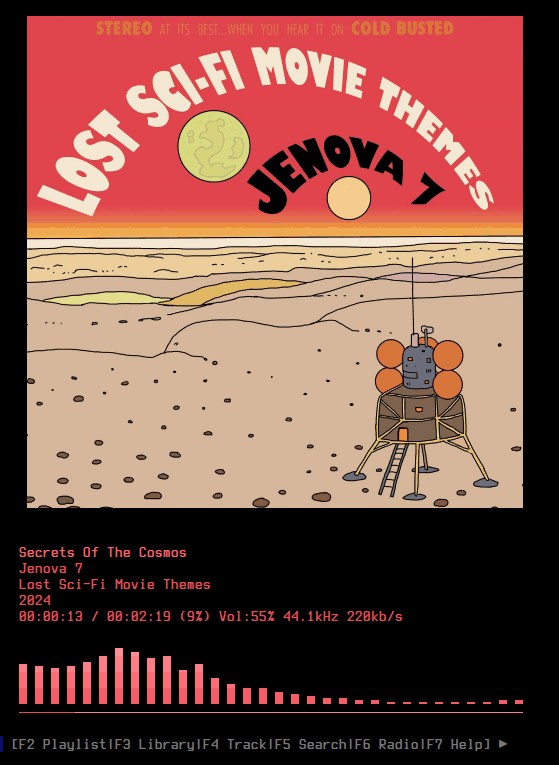 STEREO AT ITS BEST...WHEN YOU HEAR IT ON COLD BUSTED
LOST SCI-FI MOVIE THEMES
JENOVA 7
Secrets Of The Cosmos
Jenova 7
Lost Sci-Fi Movie Themes
2024
00:00:13 / 00:02:19 (9%) Vol:55% 44.1kHz 220kb/s
[F2 Playlist|F3 Library|F4 Track|F5 Search|F6 Radio|F7 Help] ▶